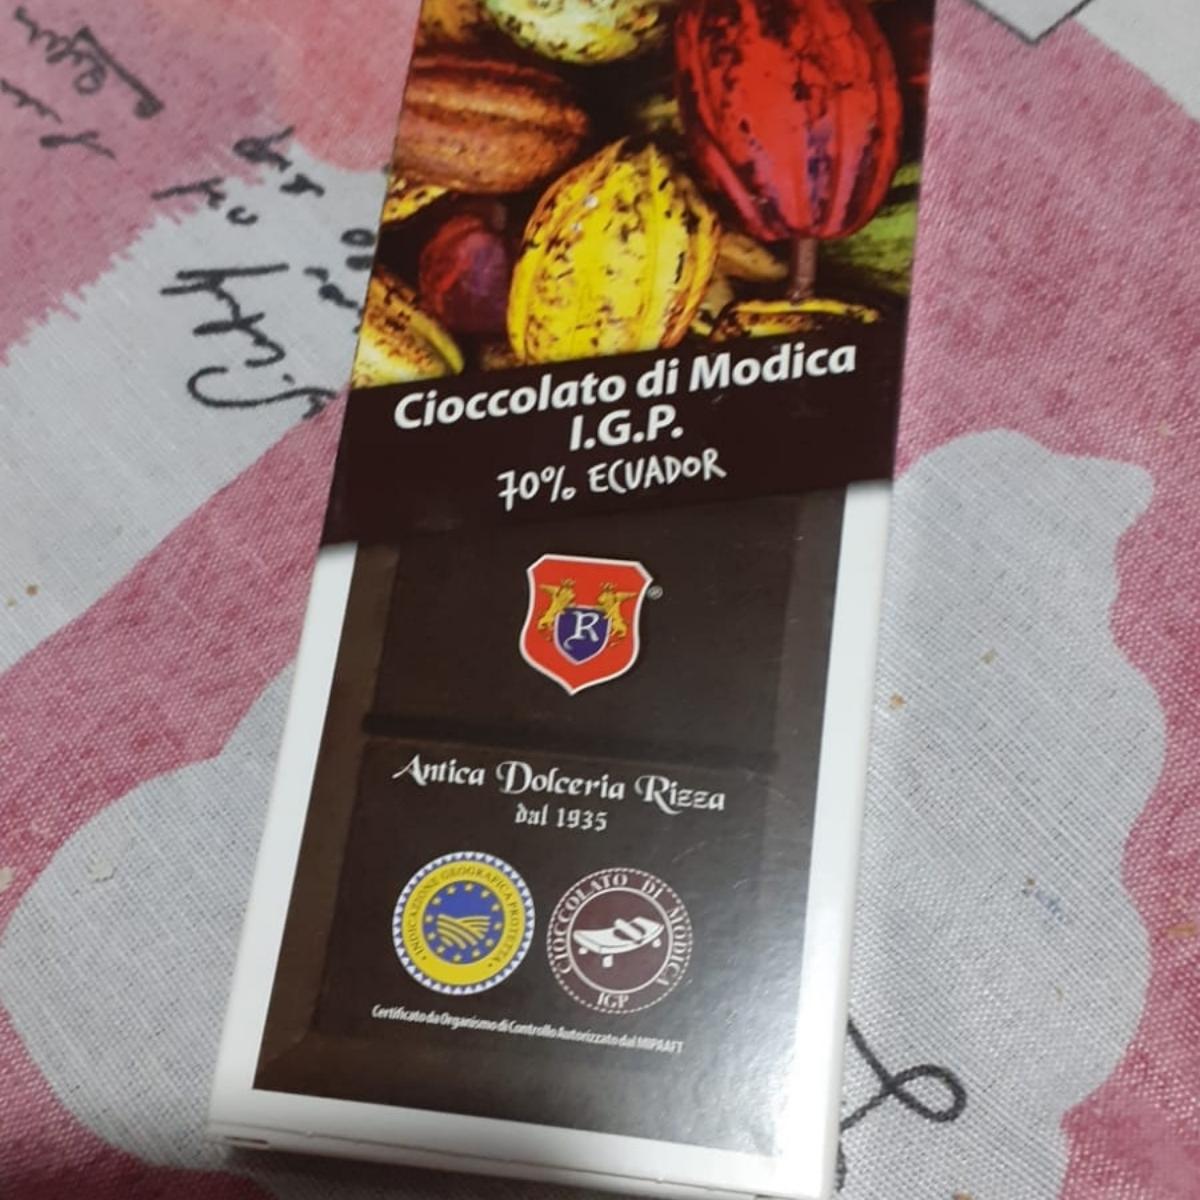 Cioccolato di Modica
I.G.P.
70% ECUADOR
R ®
Antica Dolceria Rizza
dal 1935
INDICAZIONE GEOGRAFICA PROTETTA
CIOCCOLATO DI MODICA
IGP
Certificato da Organismo di Controllo Autorizzato dal MIPAAFT